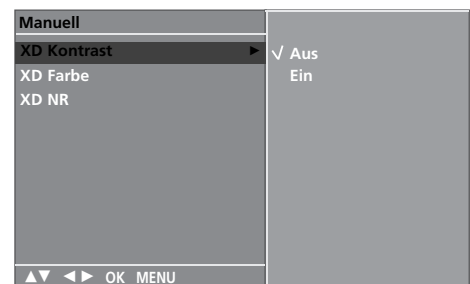 Manuell
XD Kontrast ► √ Aus
XD Farbe Ein
XD NR
▲▼ ◄► OK MENU